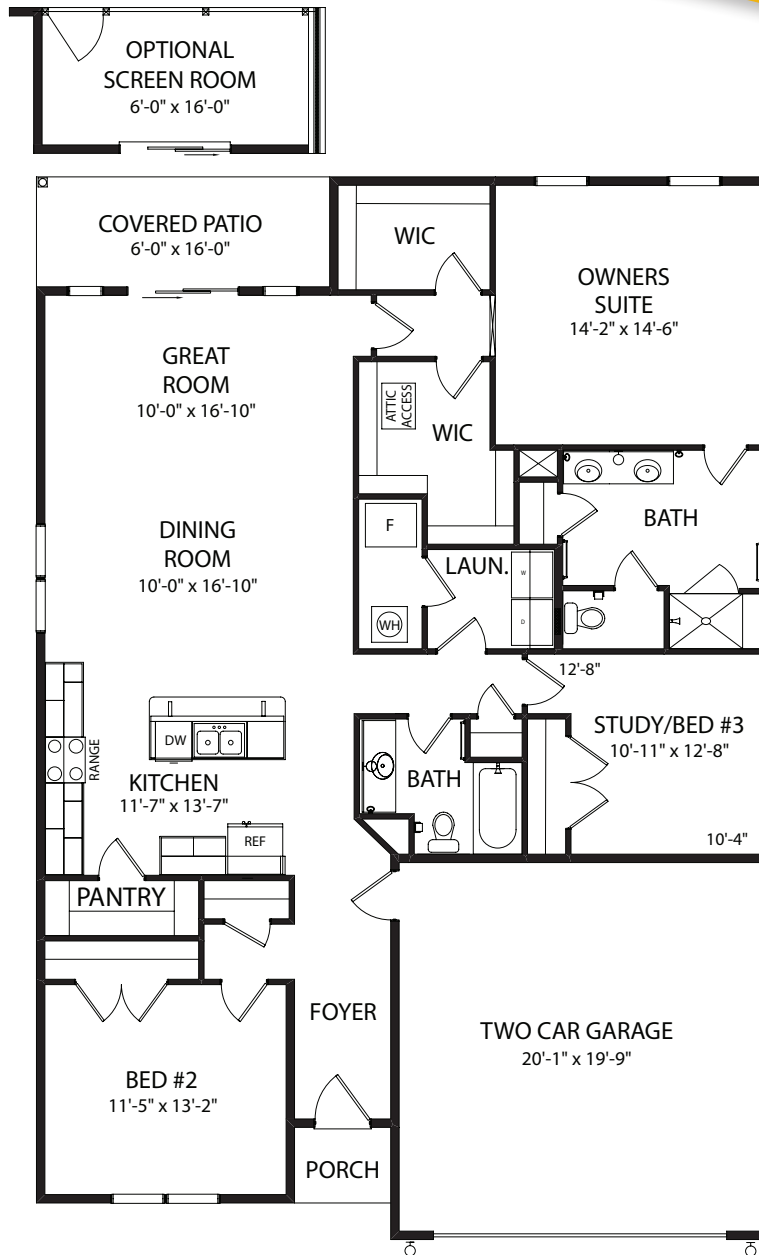 OPTIONAL
SCREEN ROOM
6'-0" x 16'-0"
COVERED PATIO
6'-0" x 16'-0"
WIC
OWNERS
SUITE
14'-2" x 14'-6"
GREAT
ROOM
10'-0" x 16'-10"
ATTIC
ACCESS
WIC
DINING
ROOM
10'-0" x 16'-10"
F
BATH
LAUN.
W
WH
D
12'-8"
STUDY/BED #3
10'-11" x 12'-8"
10'-4"
DW
RANGE
KITCHEN
11'-7" x 13'-7"
BATH
REF
PANTRY
FOYER
TWO CAR GARAGE
20'-1" x 19'-9"
BED #2
11'-5" x 13'-2"
PORCH